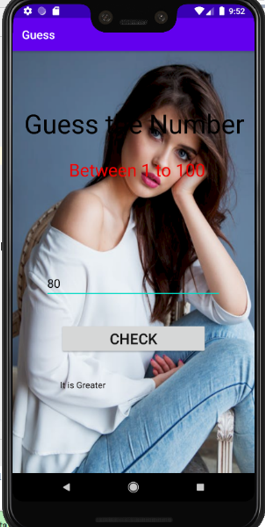 9:52
Guess
Guess the Number
Between 1 to 100
80
CHECK
It is Greater